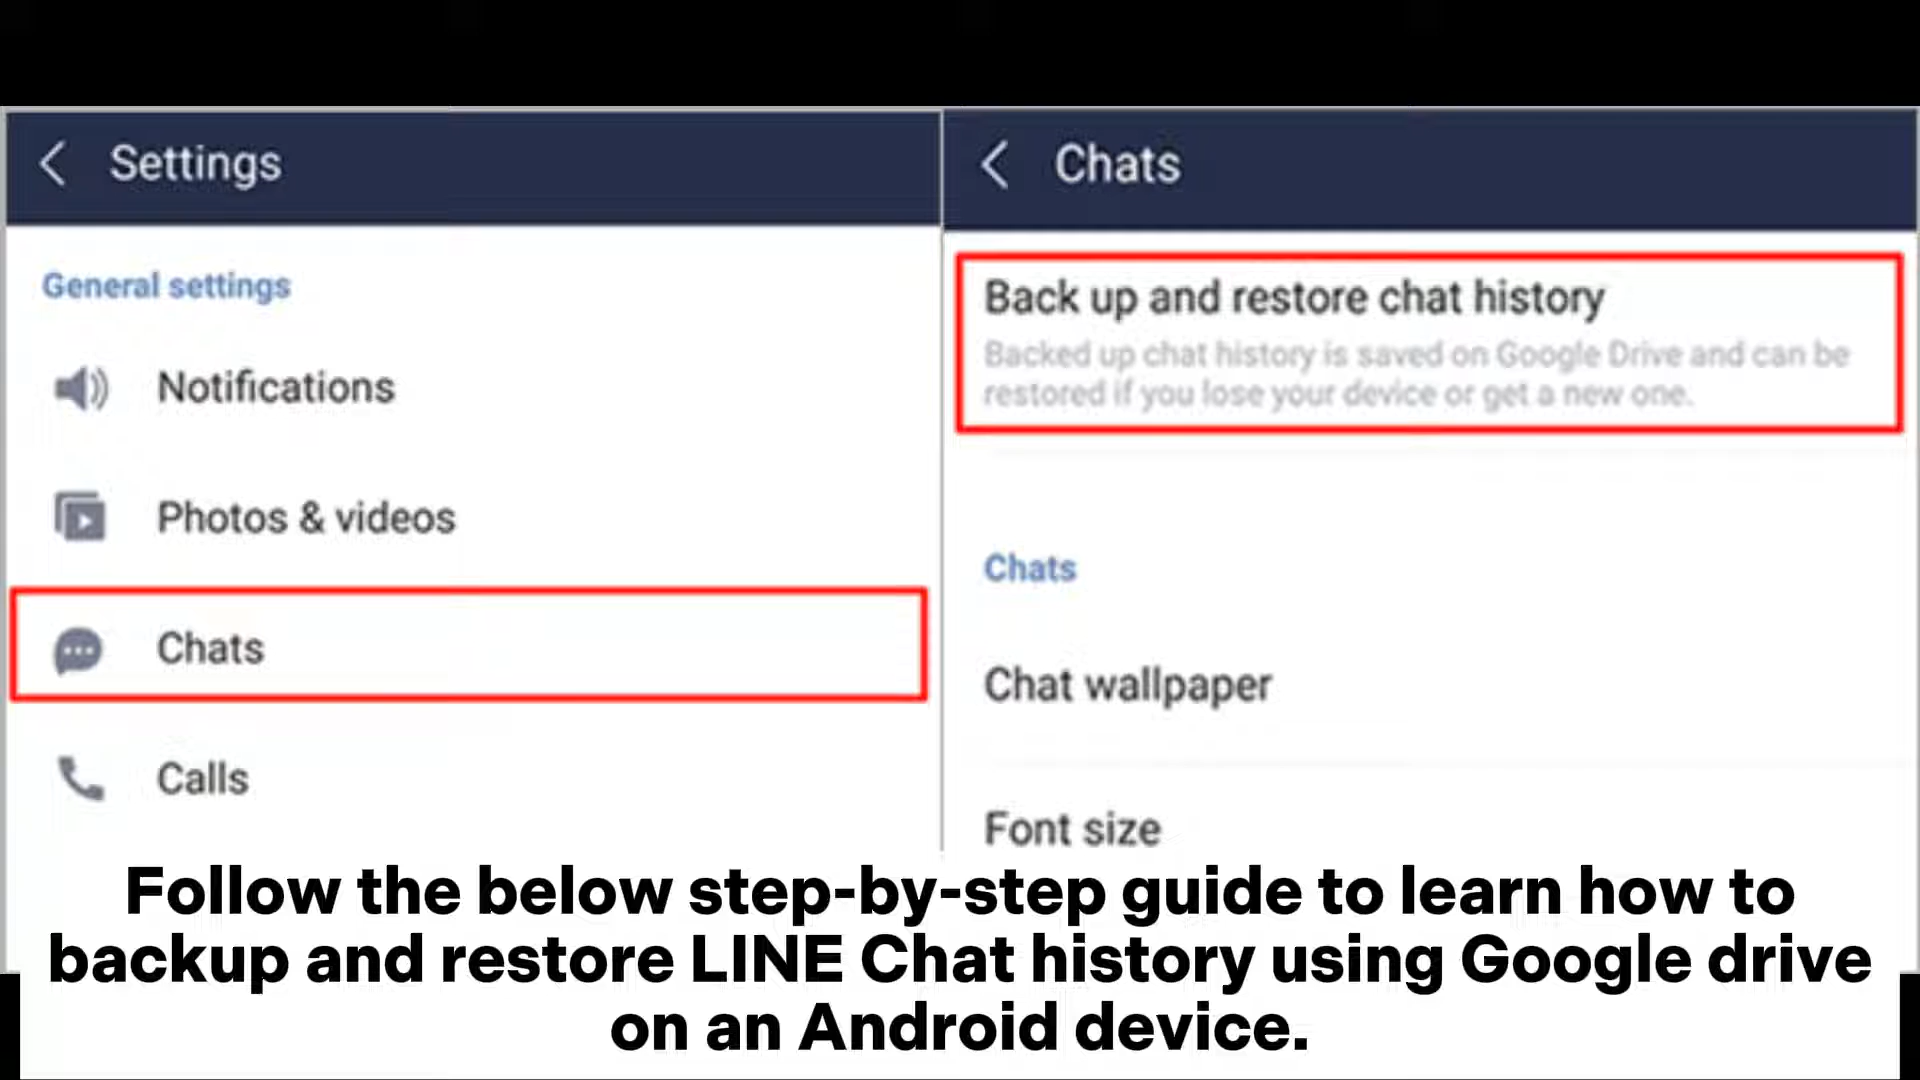 Settings
General settings
Notifications
Photos & videos
Chats
Calls
Chats
Back up and restore chat history
Backed up chat history is saved on Google Drive and can be
restored if you lose your device or get a new one.
Chats
Chat wallpaper
Font size
Follow the below step-by-step guide to learn how to
backup and restore LINE Chat history using Google drive
on an Android device.